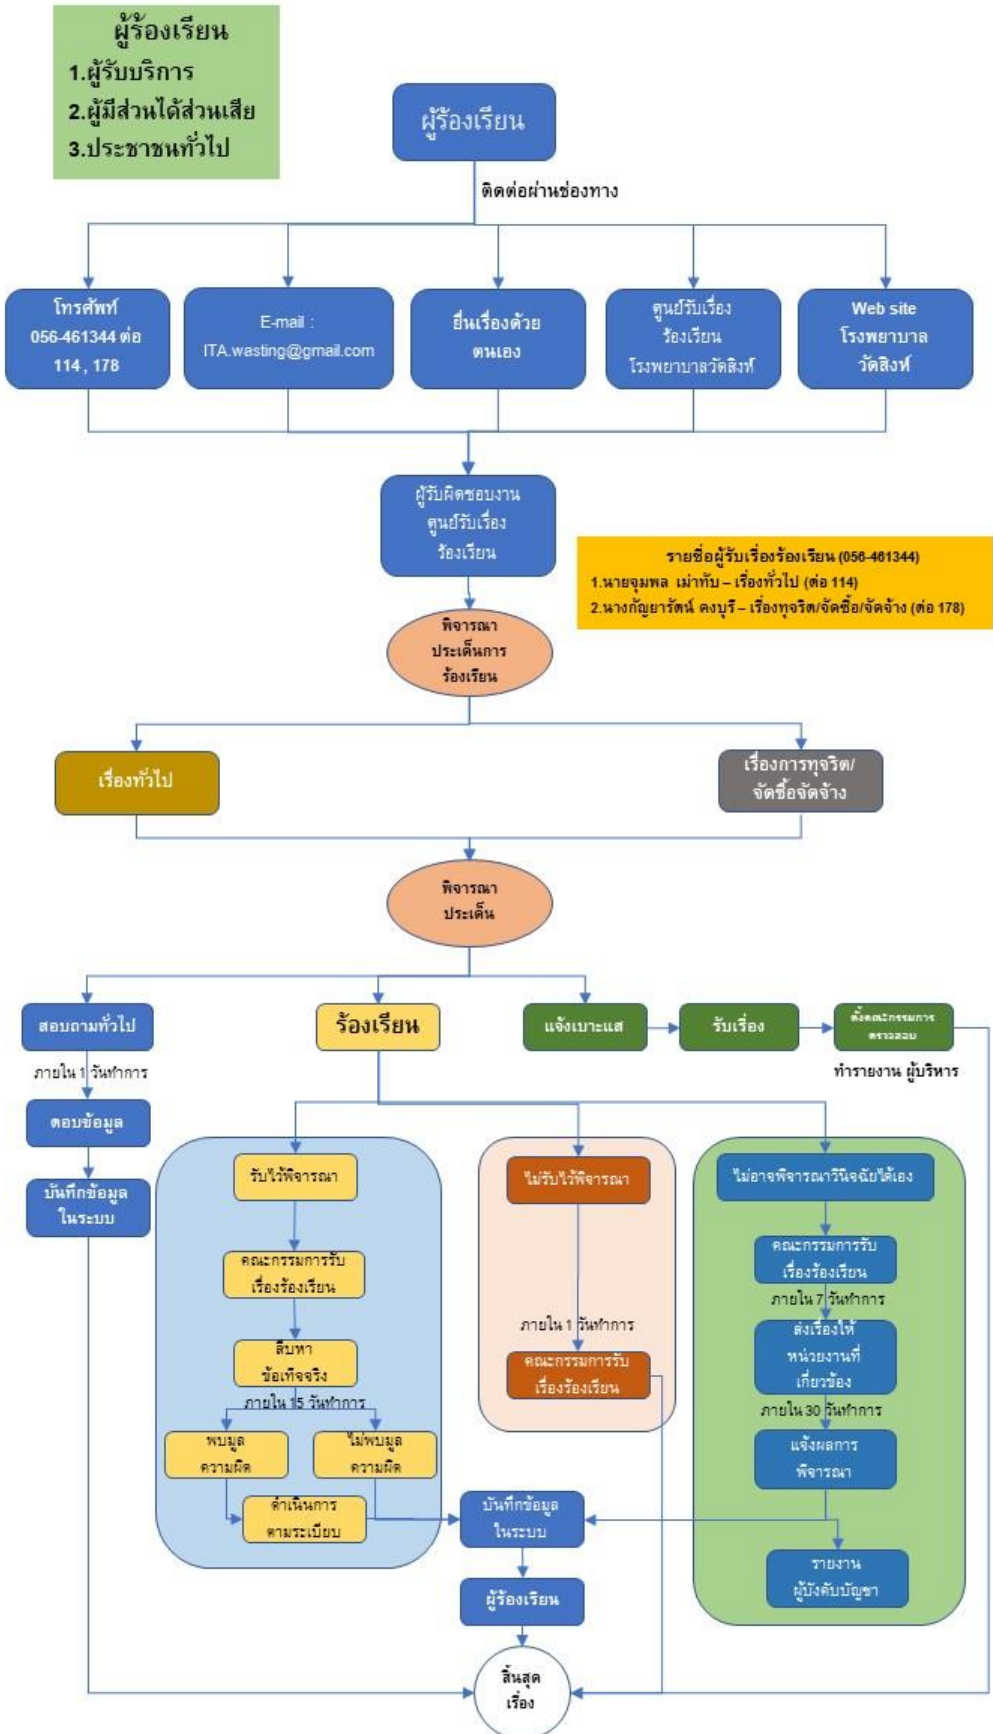 ผู้ร้องเรียน
1.ผู้รับบริการ
2.ผู้มีส่วนได้ส่วนเสีย
3.ประชาชนทั่วไป
ผู้ร้องเรียน
ติดต่อผ่านช่องทาง
โทรศัพท์
056-461344 ต่อ
114 , 178
E-mail :
ITA.wasting@gmail.com
ยื่นเรื่องด้วย
ตนเอง
ศูนย์รับเรื่อง
ร้องเรียน
โรงพยาบาลวัดสิงห์
Web site
โรงพยาบาล
วัดสิงห์
ผู้รับผิดชอบงาน
ศูนย์รับเรื่อง
ร้องเรียน
รายชื่อผู้รับเรื่องร้องเรียน (056-461344)
1.นายจุมพล เม่าทับ – เรื่องทั่วไป (ต่อ 114)
2.นางกัญยารัตน์ คงบุรี – เรื่องทุจริต/จัดซื้อ/จัดจ้าง (ต่อ 178)
พิจารณา
ประเด็นการ
ร้องเรียน
เรื่องทั่วไป
เรื่องการทุจริต/
จัดซื้อจัดจ้าง
พิจารณา
ประเด็น
สอบถามทั่วไป
ร้องเรียน
แจ้งเบาะแส
รับเรื่อง
ตั้งคณะกรรมการ
ตรวจสอบ
ทำรายงาน ผู้บริหาร
ภายใน 1 วันทำการ
ตอบข้อมูล
บันทึกข้อมูล
ในระบบ
รับไว้พิจารณา
คณะกรรมการรับ
เรื่องร้องเรียน
สืบหา
ข้อเท็จจริง
ภายใน 15 วันทำการ
พบมูล
ความผิด
ไม่พบมูล
ความผิด
ดำเนินการ
ตามระเบียบ
ไม่รับไว้พิจารณา
ภายใน 1 วันทำการ
คณะกรรมการรับ
เรื่องร้องเรียน
ไม่อาจพิจารณาวินิจฉัยได้เอง
คณะกรรมการรับ
เรื่องร้องเรียน
ภายใน 7 วันทำการ
ส่งเรื่องให้
หน่วยงานที่
เกี่ยวข้อง
ภายใน 30 วันทำการ
แจ้งผลการ
พิจารณา
รายงาน
ผู้บังคับบัญชา
บันทึกข้อมูล
ในระบบ
ผู้ร้องเรียน
สิ้นสุด
เรื่อง